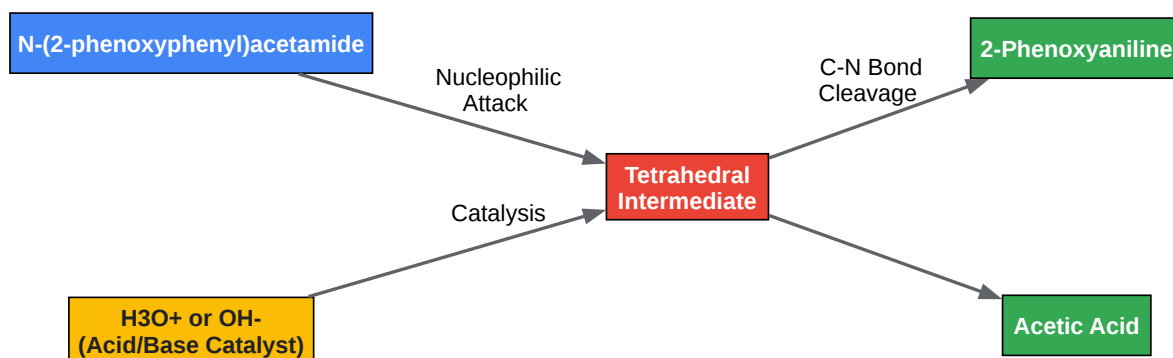 N-(2-phenoxyphenyl)acetamide
2-Phenoxyaniline
Nucleophilic
Attack
C-N Bond
Cleavage
Tetrahedral
Intermediate
Catalysis
H3O+ or OH-
(Acid/Base Catalyst)
Acetic Acid